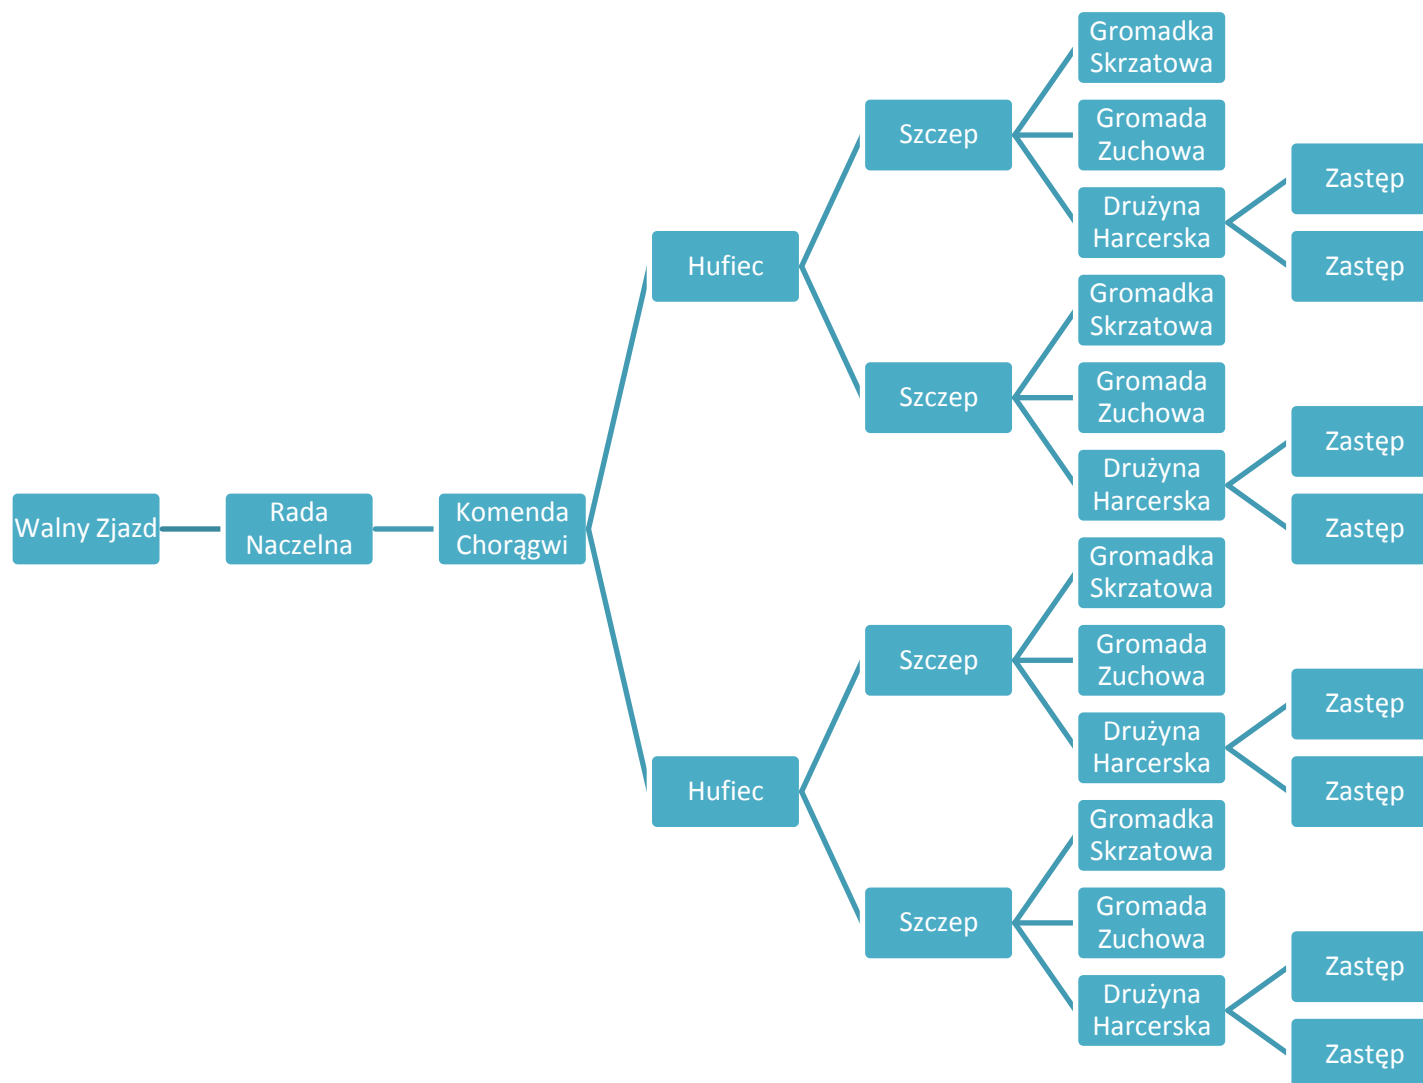 Walny Zjazd
Rada
Naczelna
Komenda
Chorągwi
Hufiec
Szczep
Gromadka
Skrzatowa
Gromada
Zuchowa
Drużyna
Harcerska
Zastęp
Zastęp
Szczep
Gromadka
Skrzatowa
Gromada
Zuchowa
Drużyna
Harcerska
Zastęp
Zastęp
Hufiec
Szczep
Gromadka
Skrzatowa
Gromada
Zuchowa
Drużyna
Harcerska
Zastęp
Zastęp
Szczep
Gromadka
Skrzatowa
Gromada
Zuchowa
Drużyna
Harcerska
Zastęp
Zastęp